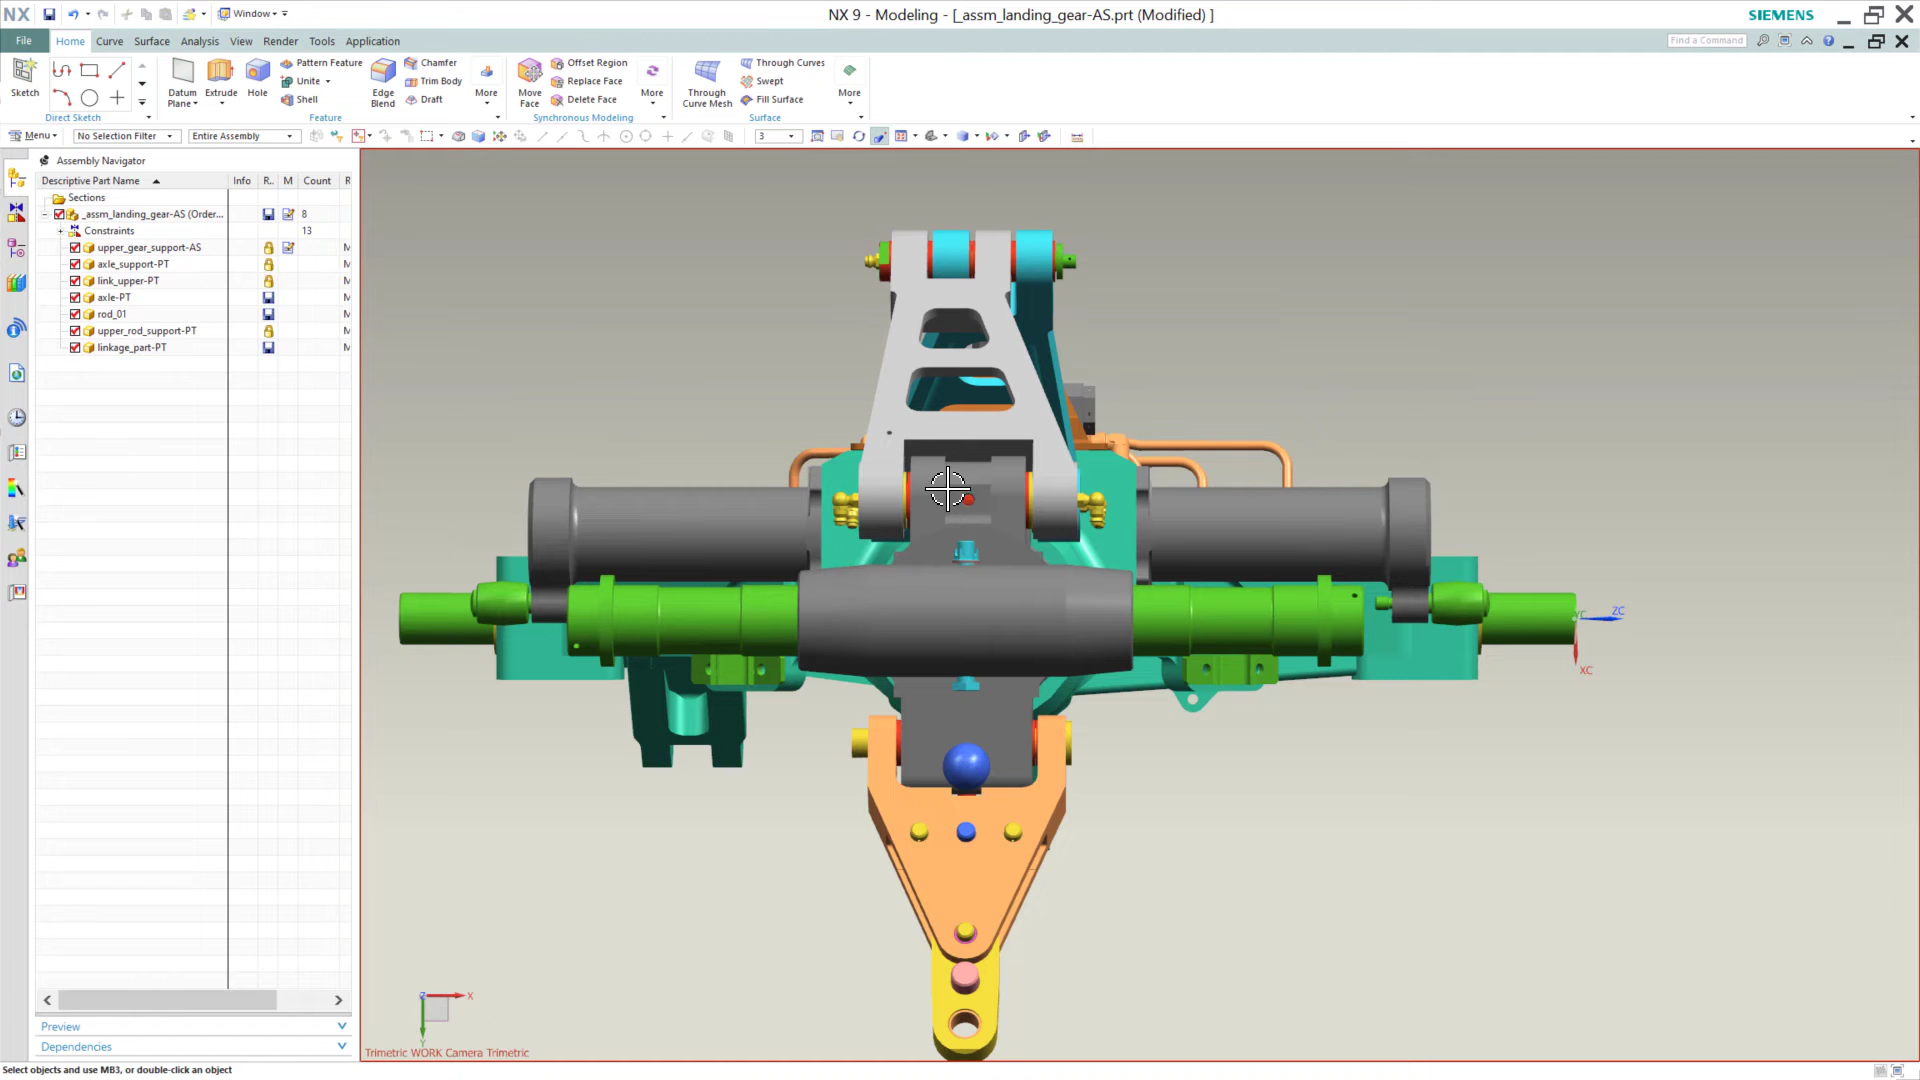 NX Window NX 9 - Modeling - [_assm_landing_gear-AS.prt (Modified) ] SIEMENS
File Home Curve Surface Analysis View Render Tools Application Find a Command
Sketch
Direct Sketch
Datum Plane
Extrude
Hole
Pattern Feature
Unite
Shell
Edge Blend
Chamfer
Trim Body
Draft
More
Feature
Move Face
Offset Region
Replace Face
Delete Face
More
Synchronous Modeling
Through Curve Mesh
Through Curves
Swept
Fill Surface
More
Surface
Menu No Selection Filter Entire Assembly 3
Assembly Navigator
Descriptive Part Name Info R.. M Count R
Sections
_assm_landing_gear-AS (Order... 8
Constraints 13
upper_gear_support-AS M
axle_support-PT M
link_upper-PT M
axle-PT M
rod_01 M
upper_rod_support-PT M
linkage_part-PT M
YC ZC
XC
Z X
Y
Preview
Dependencies
Trimetric WORK Camera Trimetric
Select objects and use MB3, or double-click an object